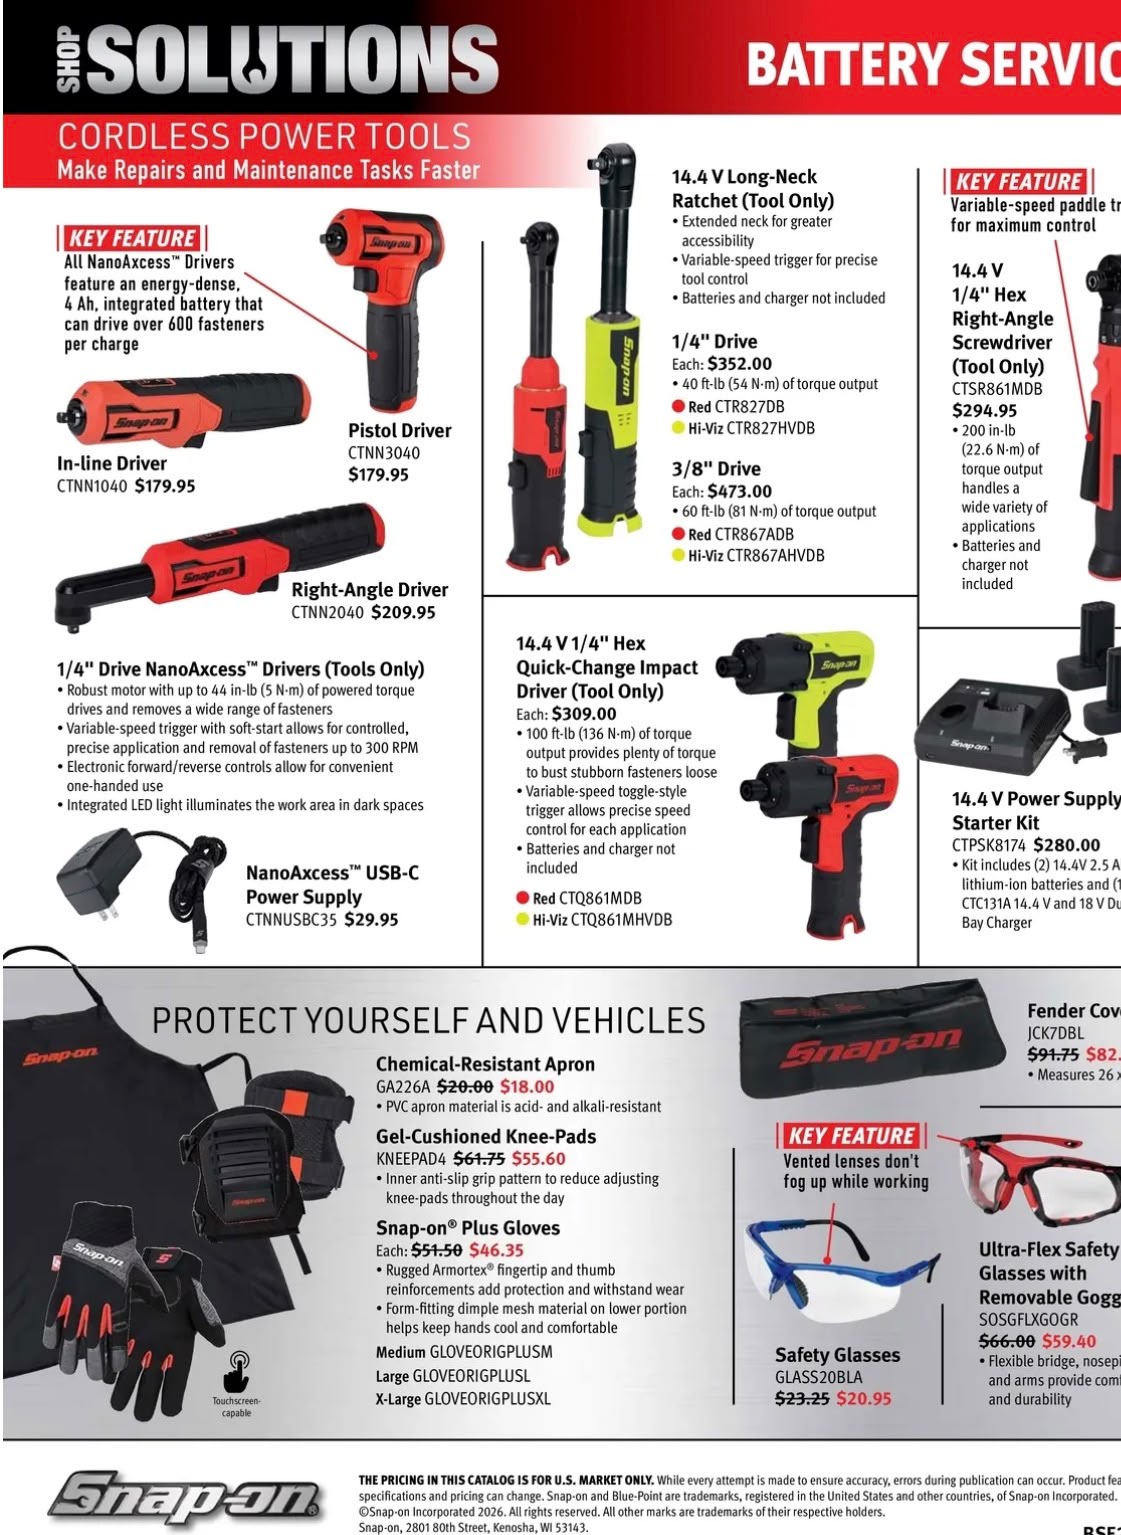 SHOP SOLUTIONS
BATTERY SERVIC
CORDLESS POWER TOOLS
Make Repairs and Maintenance Tasks Faster
KEY FEATURE
All NanoAxcess™ Drivers
feature an energy-dense,
4 Ah, integrated battery that
can drive over 600 fasteners
per charge
Snap-on
Snap-on
In-line Driver
CTNN1040 $179.95
Pistol Driver
CTNN3040
$179.95
Snap-on
Right-Angle Driver
CTNN2040 $209.95
1/4" Drive NanoAxcess™ Drivers (Tools Only)
• Robust motor with up to 44 in-lb (5 N·m) of powered torque
drives and removes a wide range of fasteners
• Variable-speed trigger with soft-start allows for controlled,
precise application and removal of fasteners up to 300 RPM
• Electronic forward/reverse controls allow for convenient
one-handed use
• Integrated LED light illuminates the work area in dark spaces
NanoAxcess™ USB-C
Power Supply
CTNNUSBC35 $29.95
Snap-on
14.4 V Long-Neck
Ratchet (Tool Only)
• Extended neck for greater
accessibility
• Variable-speed trigger for precise
tool control
• Batteries and charger not included
1/4" Drive
Each: $352.00
• 40 ft-lb (54 N·m) of torque output
Red CTR827DB
Hi-Viz CTR827HVDB
3/8" Drive
Each: $473.00
• 60 ft-lb (81 N·m) of torque output
Red CTR867ADB
Hi-Viz CTR867AHVDB
14.4 V 1/4" Hex
Quick-Change Impact
Driver (Tool Only)
Each: $309.00
• 100 ft-lb (136 N·m) of torque
output provides plenty of torque
to bust stubborn fasteners loose
• Variable-speed toggle-style
trigger allows precise speed
control for each application
• Batteries and charger not
included
Red CTQ861MDB
Hi-Viz CTQ861MHVDB
Snap-on
Snap-on
KEY FEATURE
Variable-speed paddle tr
for maximum control
14.4 V
1/4" Hex
Right-Angle
Screwdriver
(Tool Only)
CTSR861MDB
$294.95
• 200 in-lb
(22.6 N·m) of
torque output
handles a
wide variety of
applications
• Batteries and
charger not
included
Snap-on
14.4 V Power Supply
Starter Kit
CTPSK8174 $280.00
• Kit includes (2) 14.4V 2.5 A
lithium-ion batteries and (1
CTC131A 14.4 V and 18 V Du
Bay Charger
PROTECT YOURSELF AND VEHICLES
Snap-on
Snap-on
Snap-on
S
Touchscreen-
capable
Chemical-Resistant Apron
GA226A $20.00 $18.00
• PVC apron material is acid- and alkali-resistant
Gel-Cushioned Knee-Pads
KNEEPAD4 $61.75 $55.60
• Inner anti-slip grip pattern to reduce adjusting
knee-pads throughout the day
Snap-on® Plus Gloves
Each: $51.50 $46.35
• Rugged Armortex® fingertip and thumb
reinforcements add protection and withstand wear
• Form-fitting dimple mesh material on lower portion
helps keep hands cool and comfortable
Medium GLOVEORIGPLUSM
Large GLOVEORIGPLUSL
X-Large GLOVEORIGPLUSXL
Snap-on
Fender Cov
JCK7DBL
$91.75 $82.
• Measures 26 x
KEY FEATURE
Vented lenses don't
fog up while working
Safety Glasses
GLASS20BLA
$23.25 $20.95
Ultra-Flex Safety
Glasses with
Removable Gogg
SOSGFLXGOGR
$66.00 $59.40
• Flexible bridge, nosepi
and arms provide comf
and durability
Snap-on
THE PRICING IN THIS CATALOG IS FOR U.S. MARKET ONLY. While every attempt is made to ensure accuracy, errors during publication can occur. Product fea
specifications and pricing can change. Snap-on and Blue-Point are trademarks, registered in the United States and other countries, of Snap-on Incorporated.
©Snap-on Incorporated 2026. All rights reserved. All other marks are trademarks of their respective holders.
Snap-on, 2801 80th Street, Kenosha, WI 53143.